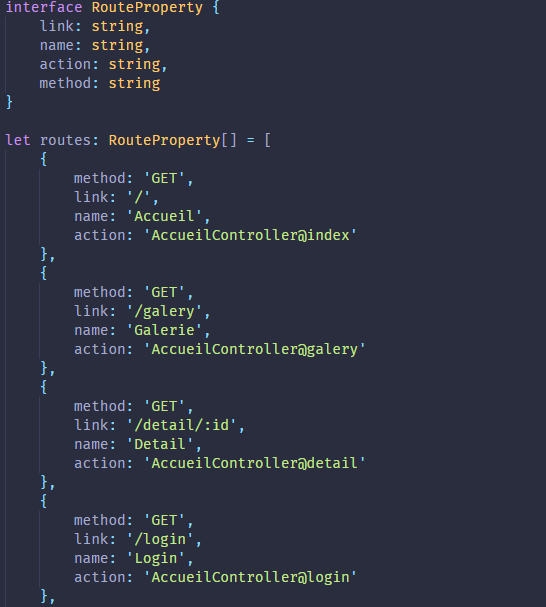 interface RouteProperty {
    link: string,
    name: string,
    action: string,
    method: string
}
let routes: RouteProperty[] = [
    {
        method: 'GET',
        link: '/',
        name: 'Accueil',
        action: 'AccueilController@index'
    },
    {
        method: 'GET',
        link: '/galery',
        name: 'Galerie',
        action: 'AccueilController@galery'
    },
    {
        method: 'GET',
        link: '/detail/:id',
        name: 'Detail',
        action: 'AccueilController@detail'
    },
    {
        method: 'GET',
        link: '/login',
        name: 'Login',
        action: 'AccueilController@login'
    },